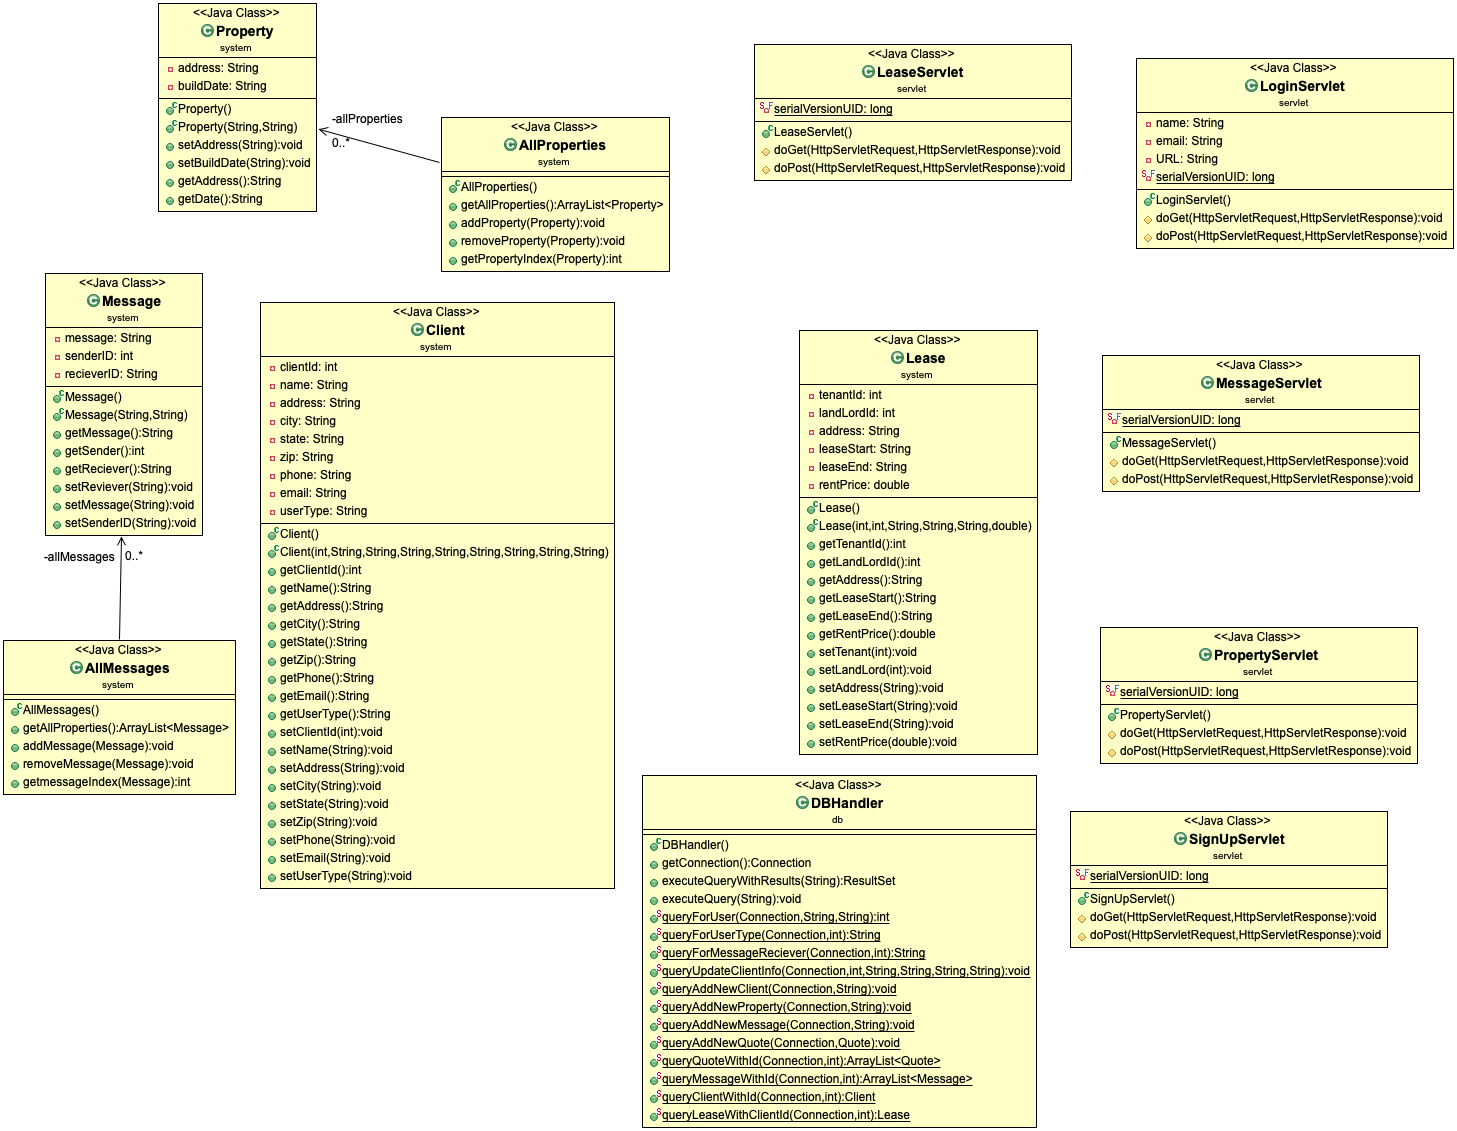 <<Java Class>>
Property
system
address: String
buildDate: String
Property()
Property(String,String)
setAddress(String):void
setBuildDate(String):void
getAddress():String
getDate():String
-allProperties
0..*
<<Java Class>>
AllProperties
system
AllProperties()
getAllProperties():ArrayList<Property>
addProperty(Property):void
removeProperty(Property):void
getPropertyIndex(Property):int
<<Java Class>>
LeaseServlet
servlet
serialVersionUID: long
LeaseServlet()
doGet(HttpServletRequest,HttpServletResponse):void
doPost(HttpServletRequest,HttpServletResponse):void
<<Java Class>>
LoginServlet
servlet
name: String
email: String
URL: String
serialVersionUID: long
LoginServlet()
doGet(HttpServletRequest,HttpServletResponse):void
doPost(HttpServletRequest,HttpServletResponse):void
<<Java Class>>
Message
system
message: String
senderID: int
recieverID: String
Message()
Message(String,String)
getMessage():String
getSender():int
getReciever():String
setReviever(String):void
setMessage(String):void
setSenderID(String):void
-allMessages
0..*
<<Java Class>>
AllMessages
system
AllMessages()
getAllProperties():ArrayList<Message>
addMessage(Message):void
removeMessage(Message):void
getmessageIndex(Message):int
<<Java Class>>
Client
system
clientId: int
name: String
address: String
city: String
state: String
zip: String
phone: String
email: String
userType: String
Client()
Client(int,String,String,String,String,String,String,String,String)
getClientId():int
getName():String
getAddress():String
getCity():String
getState():String
getZip():String
getPhone():String
getEmail():String
getUserType():String
setClientId(int):void
setName(String):void
setAddress(String):void
setCity(String):void
setState(String):void
setZip(String):void
setPhone(String):void
setEmail(String):void
setUserType(String):void
<<Java Class>>
Lease
system
tenantId: int
landLordId: int
address: String
leaseStart: String
leaseEnd: String
rentPrice: double
Lease()
Lease(int,int,String,String,String,double)
getTenantId():int
getLandLordId():int
getAddress():String
getLeaseStart():String
getLeaseEnd():String
getRentPrice():double
setTenant(int):void
setLandLord(int):void
setAddress(String):void
setLeaseStart(String):void
setLeaseEnd(String):void
setRentPrice(double):void
<<Java Class>>
MessageServlet
servlet
serialVersionUID: long
MessageServlet()
doGet(HttpServletRequest,HttpServletResponse):void
doPost(HttpServletRequest,HttpServletResponse):void
<<Java Class>>
PropertyServlet
servlet
serialVersionUID: long
PropertyServlet()
doGet(HttpServletRequest,HttpServletResponse):void
doPost(HttpServletRequest,HttpServletResponse):void
<<Java Class>>
DBHandler
db
DBHandler()
getConnection():Connection
executeQueryWithResults(String):ResultSet
executeQuery(String):void
queryForUser(Connection,String,String):int
queryForUserType(Connection,int):String
queryForMessageReciever(Connection,int):String
queryUpdateClientInfo(Connection,int,String,String,String,String):void
queryAddNewClient(Connection,String):void
queryAddNewProperty(Connection,String):void
queryAddNewMessage(Connection,String):void
queryAddNewQuote(Connection,Quote):void
queryQuoteWithId(Connection,int):ArrayList<Quote>
queryMessageWithId(Connection,int):ArrayList<Message>
queryClientWithId(Connection,int):Client
queryLeaseWithClientId(Connection,int):Lease
<<Java Class>>
SignUpServlet
servlet
serialVersionUID: long
SignUpServlet()
doGet(HttpServletRequest,HttpServletResponse):void
doPost(HttpServletRequest,HttpServletResponse):void